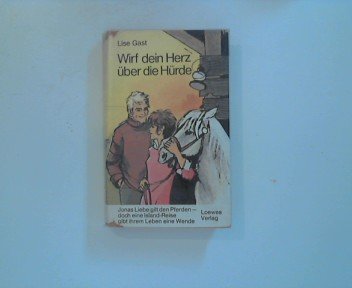 Lise Gast
Wirf dein Herz
über die Hürde
Jonas Liebe gilt den Pferden –
doch eine Island-Reise
gibt ihrem Leben eine Wende
Loewes
Verlag